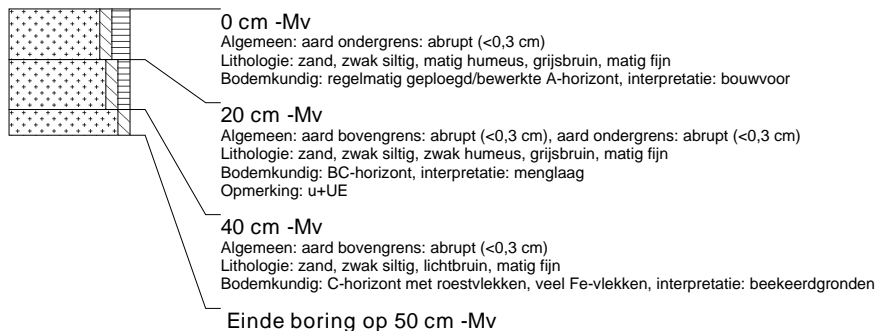 0 cm -Mv
Algemeen: aard ondergrens: abrupt (<0,3 cm)
Lithologie: zand, zwak siltig, matig humeus, grijsbruin, matig fijn
Bodemkundig: regelmatig geploegd/bewerkte A-horizont, interpretatie: bouwvoor
20 cm -Mv
Algemeen: aard bovengrens: abrupt (<0,3 cm), aard ondergrens: abrupt (<0,3 cm)
Lithologie: zand, zwak siltig, zwak humeus, grijsbruin, matig fijn
Bodemkundig: BC-horizont, interpretatie: menglaag
Opmerking: u+UE
40 cm -Mv
Algemeen: aard bovengrens: abrupt (<0,3 cm)
Lithologie: zand, zwak siltig, lichtbruin, matig fijn
Bodemkundig: C-horizont met roestvlekken, veel Fe-vlekken, interpretatie: beekeerdgronden
Einde boring op 50 cm -Mv